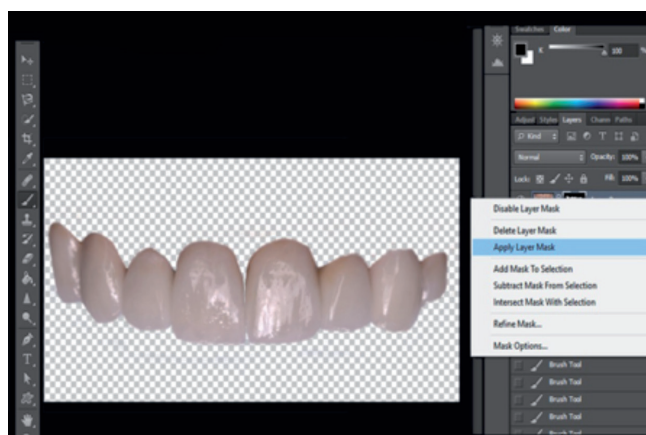 Swatches Color
K 100 %
Adjust Styles Layers Chann Paths
Kind
Normal Opacity: 100%
Lock: Fill: 100%
Disable Layer Mask
Delete Layer Mask
Apply Layer Mask
Add Mask To Selection
Subtract Mask From Selection
Intersect Mask With Selection
Refine Mask...
Mask Options...
Brush Tool
Brush Tool
Brush Tool
Brush Tool
Brush Tool